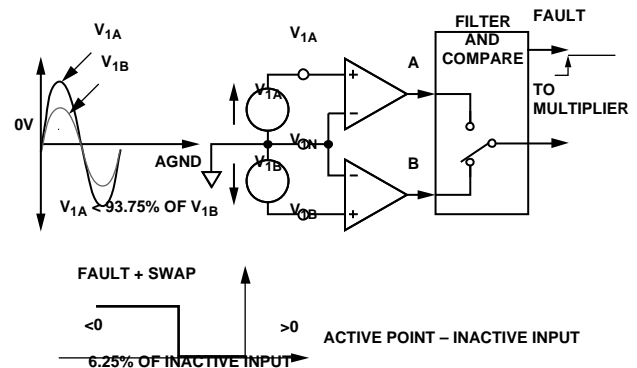 V1A
V1B
0V
AGND
V1A < 93.75% OF V1B
V1A
V1A
V1N
V1B
V1B
+
–
–
+
A
B
FILTER
AND
COMPARE
FAULT
TO
MULTIPLIER
FAULT + SWAP
<0
>0
6.25% OF INACTIVE INPUT
ACTIVE POINT – INACTIVE INPUT